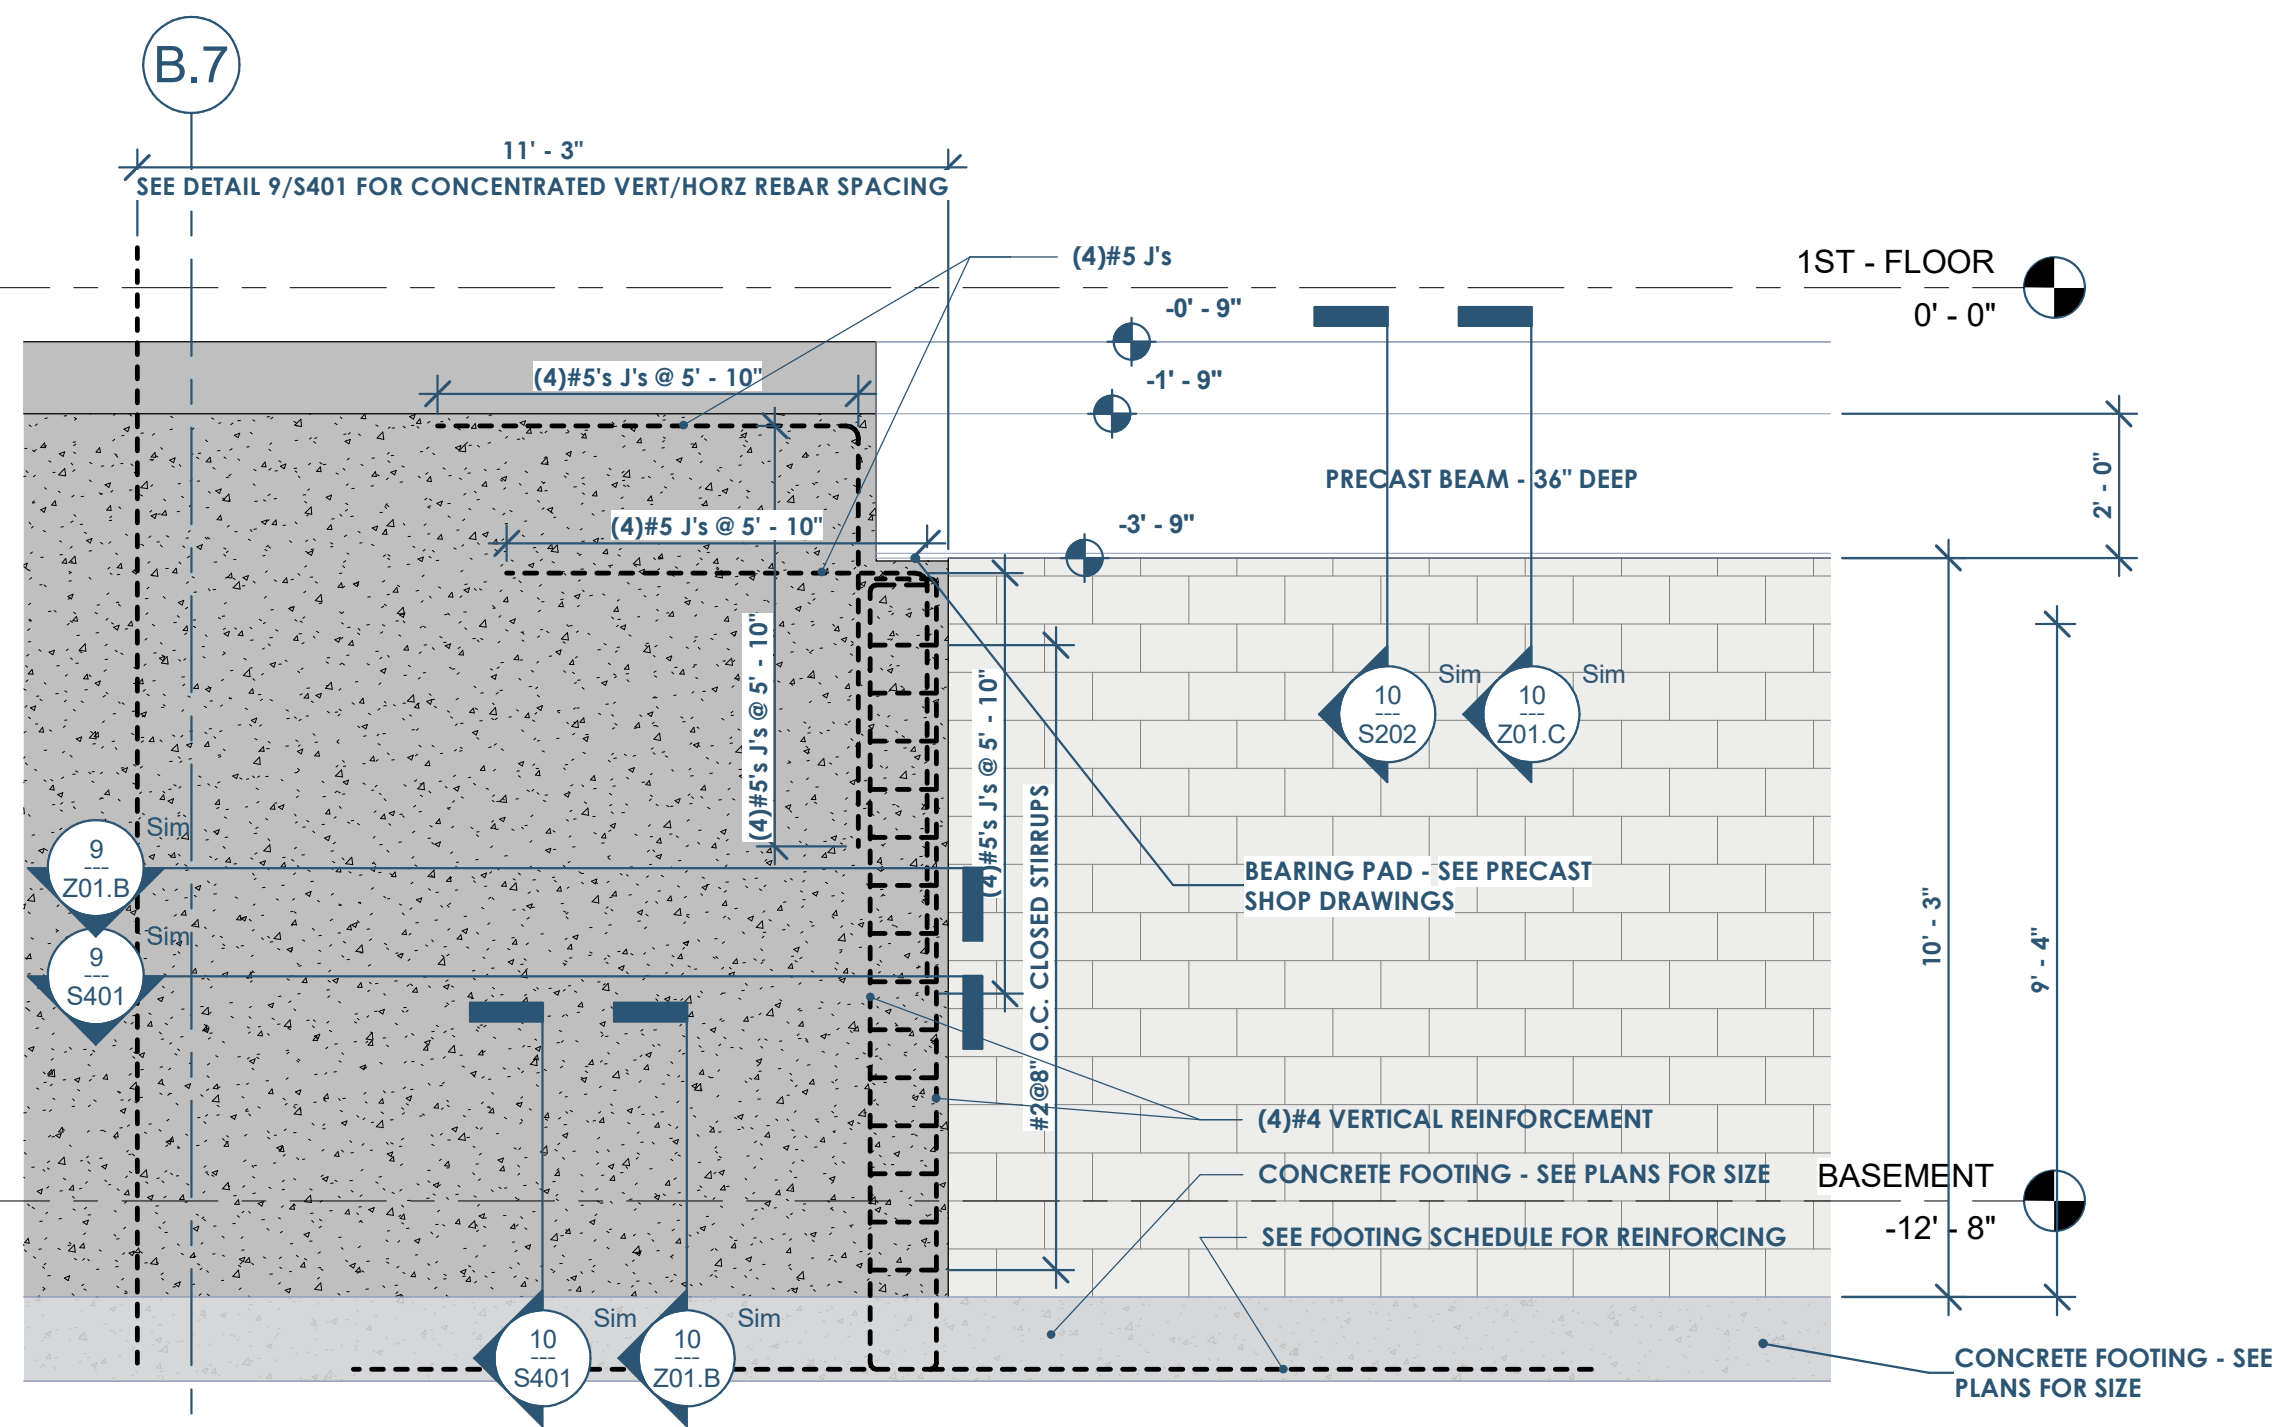 B.7
11' - 3"
SEE DETAIL 9/S401 FOR CONCENTRATED VERT/HORZ REBAR SPACING
(4)#5 J's
1ST - FLOOR
0' - 0"
-0' - 9"
(4)#5's J's @ 5' - 10"
-1' - 9"
PRECAST BEAM - 36" DEEP
2' - 0"
(4)#5 J's @ 5' - 10"
-3' - 9"
(4)#5's J's @ 5' - 10"
(4)#5's J's @ 5' - 10"
#2@8" O.C. CLOSED STIRRUPS
Sim
10
---
S202
Sim
10
---
Z01.C
Sim
9
---
Z01.B
Sim
9
---
S401
BEARING PAD - SEE PRECAST
SHOP DRAWINGS
10' - 3"
9' - 4"
(4)#4 VERTICAL REINFORCEMENT
CONCRETE FOOTING - SEE PLANS FOR SIZE
BASEMENT
-12' - 8"
SEE FOOTING SCHEDULE FOR REINFORCING
Sim
10
---
S401
Sim
10
---
Z01.B
CONCRETE FOOTING - SEE
PLANS FOR SIZE